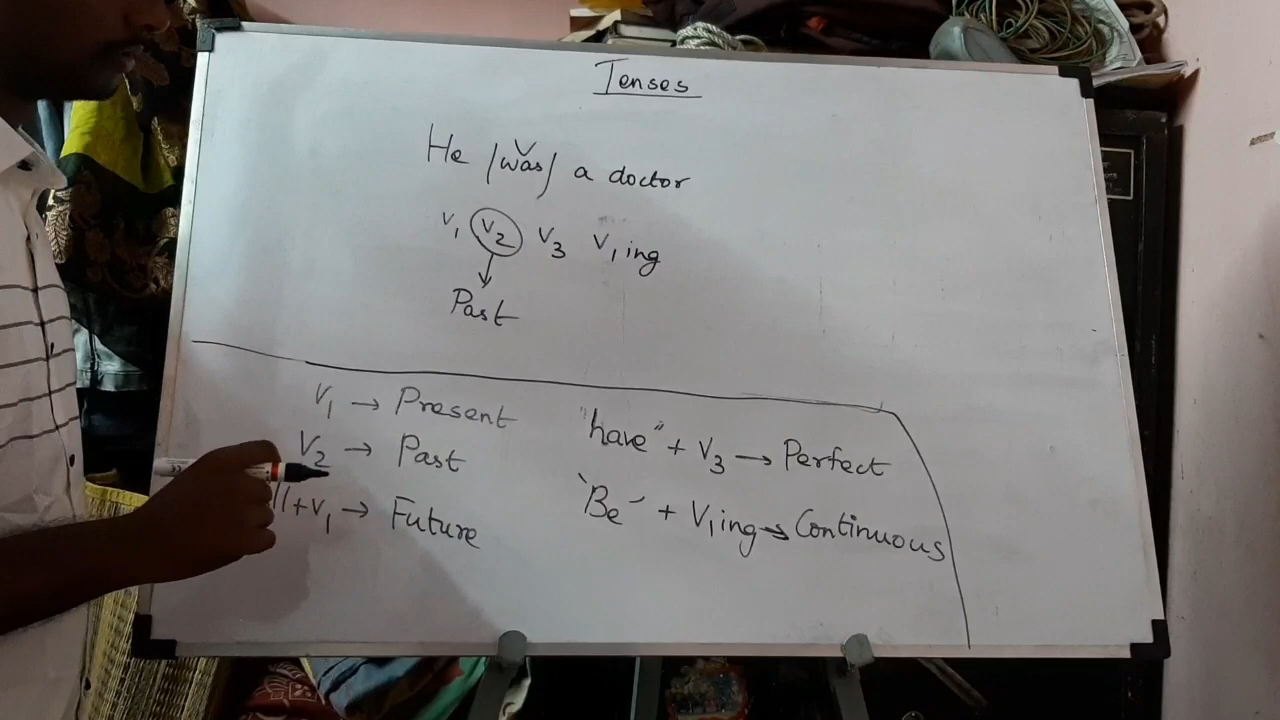 Tenses
V
He /was/ a doctor
V1 V2 V3 V1ing
Past
V1 → Present
V2 → Past
ll+V1 → Future
"have" + V3 → Perfect
"Be" + V1ing → Continuous